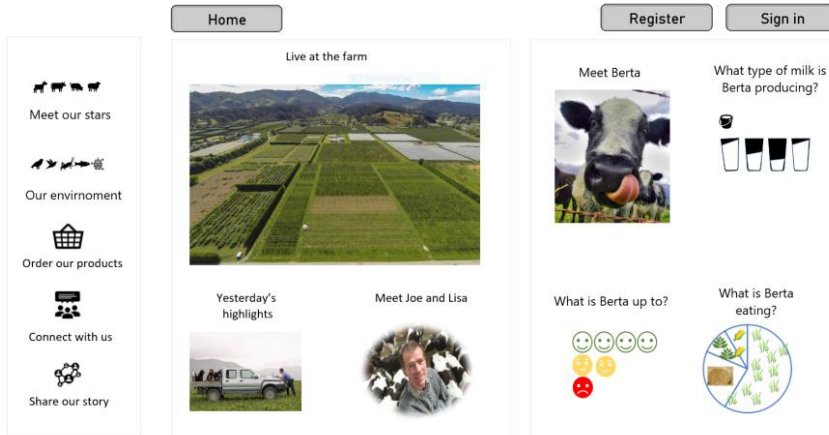 Home
Register
Sign in
Meet our stars
Our envirnoment
Order our products
Connect with us
Share our story
Live at the farm
Yesterday's
highlights
Meet Joe and Lisa
Meet Berta
What type of milk is
Berta producing?
What is Berta up to?
What is Berta
eating?